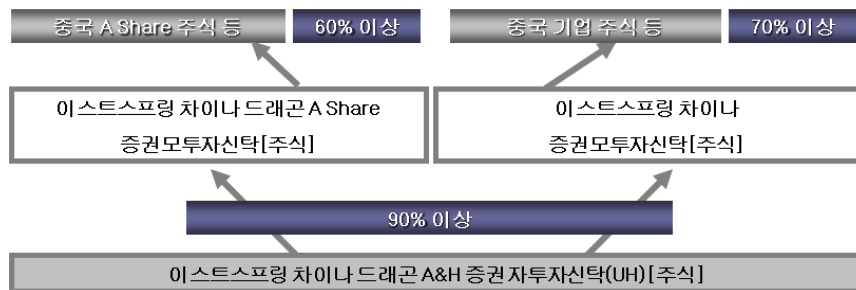 중국 A Share 주식 등
60% 이상
중국 기업 주식 등
70% 이상
이스트스프링 차이나 드래곤 A Share
증권모투자신탁[주식]
이스트스프링 차이나
증권모투자신탁[주식]
90% 이상
이스트스프링 차이나 드래곤 A&H 증권 자투자신탁(UH)[주식]